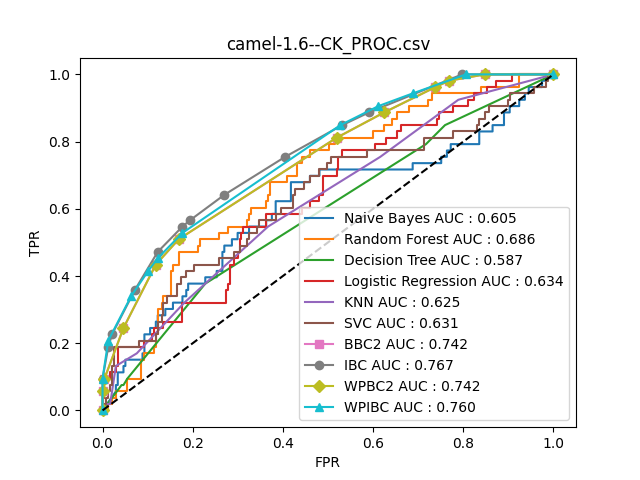 camel-1.6--CK_PROC.csv
TPR
1.0
0.8
0.6
0.4
0.2
0.0
Naive Bayes AUC : 0.605
Random Forest AUC : 0.686
Decision Tree AUC : 0.587
Logistic Regression AUC : 0.634
KNN AUC : 0.625
SVC AUC : 0.631
BBC2 AUC : 0.742
IBC AUC : 0.767
WPBC2 AUC : 0.742
WPIBC AUC : 0.760
0.0 0.2 0.4 0.6 0.8 1.0
FPR